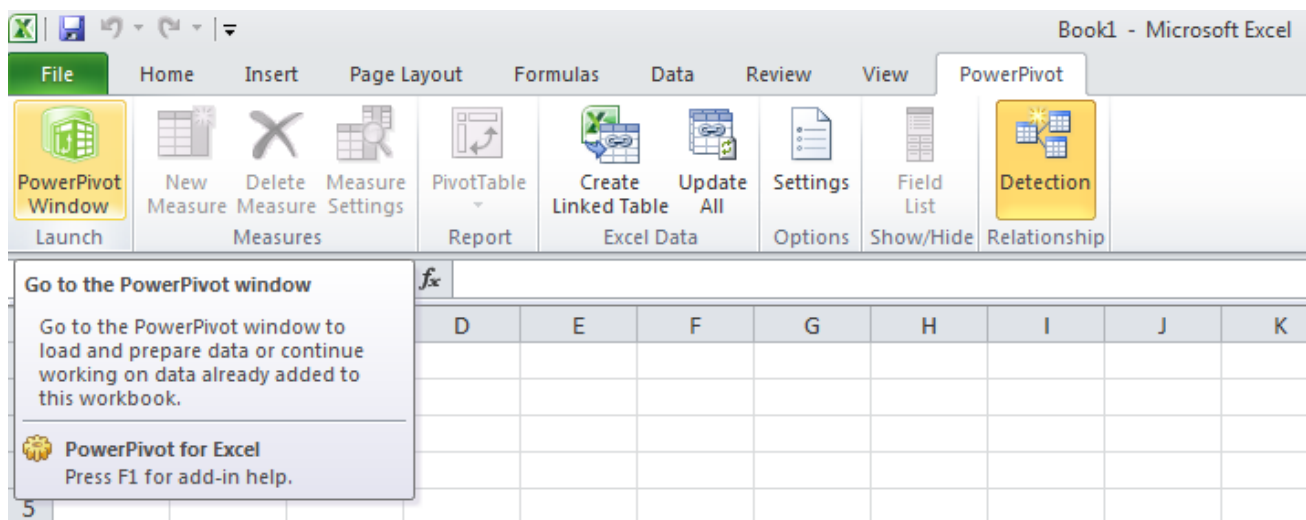 Book1 - Microsoft Excel
File Home Insert Page Layout Formulas Data Review View PowerPivot
PowerPivot New Delete Measure PivotTable Create Update Settings Field Detection
Window Measure Measure Settings Linked Table All List
Launch Measures Report Excel Data Options Show/Hide Relationship
Go to the PowerPivot window fx
Go to the PowerPivot window to D E F G H I J K
load and prepare data or continue
working on data already added to
this workbook.
PowerPivot for Excel
Press F1 for add-in help.
5